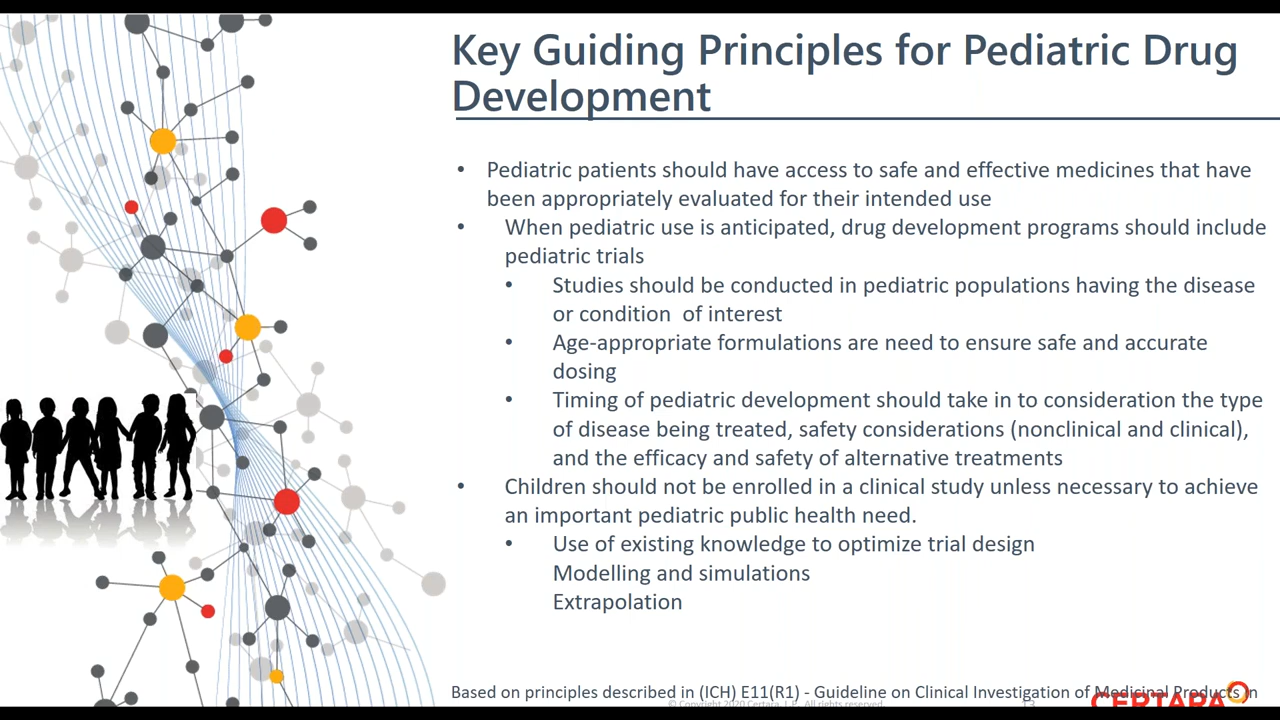 Key Guiding Principles for Pediatric Drug
Development
• Pediatric patients should have access to safe and effective medicines that have
been appropriately evaluated for their intended use
• When pediatric use is anticipated, drug development programs should include
pediatric trials
• Studies should be conducted in pediatric populations having the disease
or condition of interest
• Age-appropriate formulations are need to ensure safe and accurate
dosing
• Timing of pediatric development should take in to consideration the type
of disease being treated, safety considerations (nonclinical and clinical),
and the efficacy and safety of alternative treatments
• Children should not be enrolled in a clinical study unless necessary to achieve
an important pediatric public health need.
• Use of existing knowledge to optimize trial design
Modelling and simulations
Extrapolation
Based on principles described in (ICH) E11(R1) - Guideline on Clinical Investigation of Medicinal Products in
© Copyright 2020 Certara, L.P. All rights reserved.
13
CERTARA